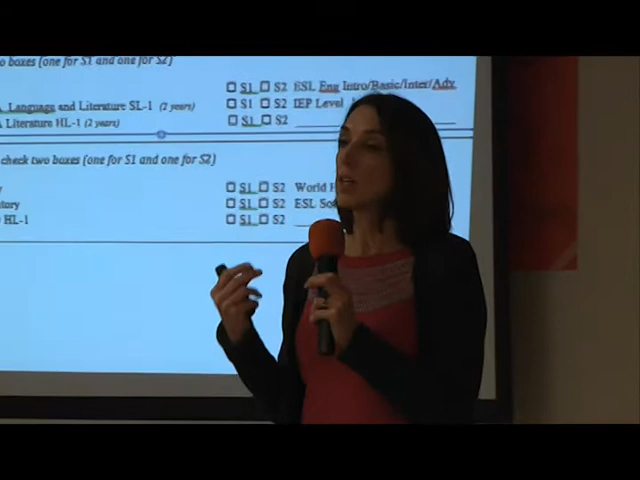 o boxes (one for S1 and one for S2)
S1 S2 ESL Eng Intro/Basic/Inter/Adv
A Language and Literature SL-1 (2 years) S1 S2 IEP Level
A Literature HL-1 (2 years) S1 S2
check two boxes (one for S1 and one for S2)
y S1 S2 World H
tory S1 S2 ESL So
HL-1 S1 S2